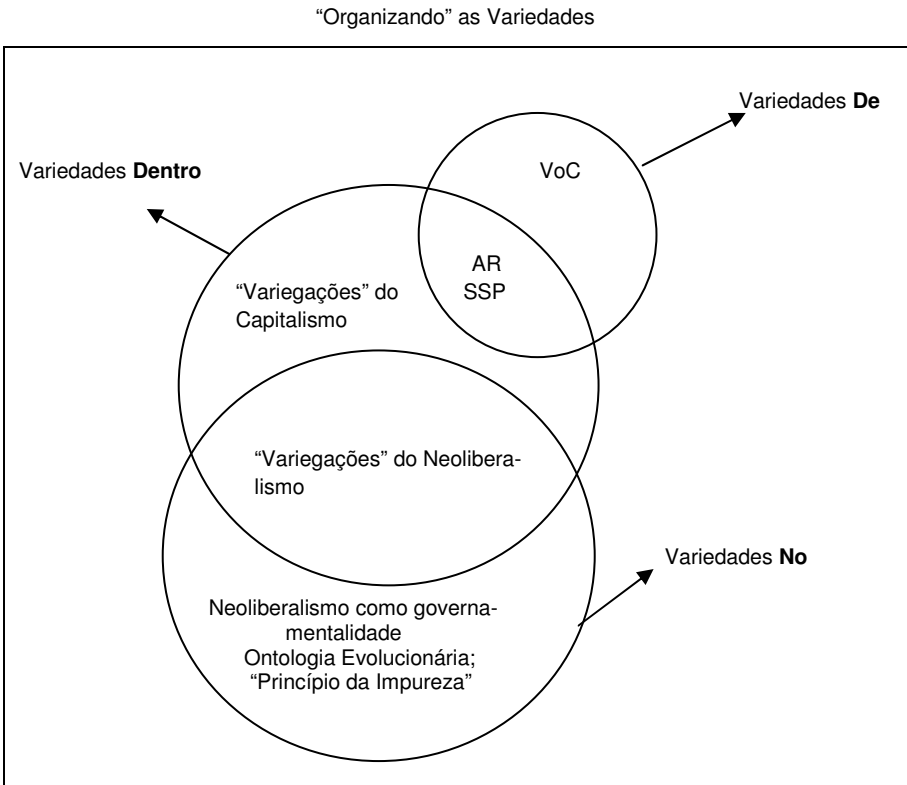 “Organizando” as Variedades
Variedades De
Variedades Dentro
VoC
AR
SSP
“Variegações” do
Capitalismo
“Variegações” do Neolibera-
lismo
Variedades No
Neoliberalismo como governa-
mentalidade
Ontologia Evolucionária;
“Princípio da Impureza”